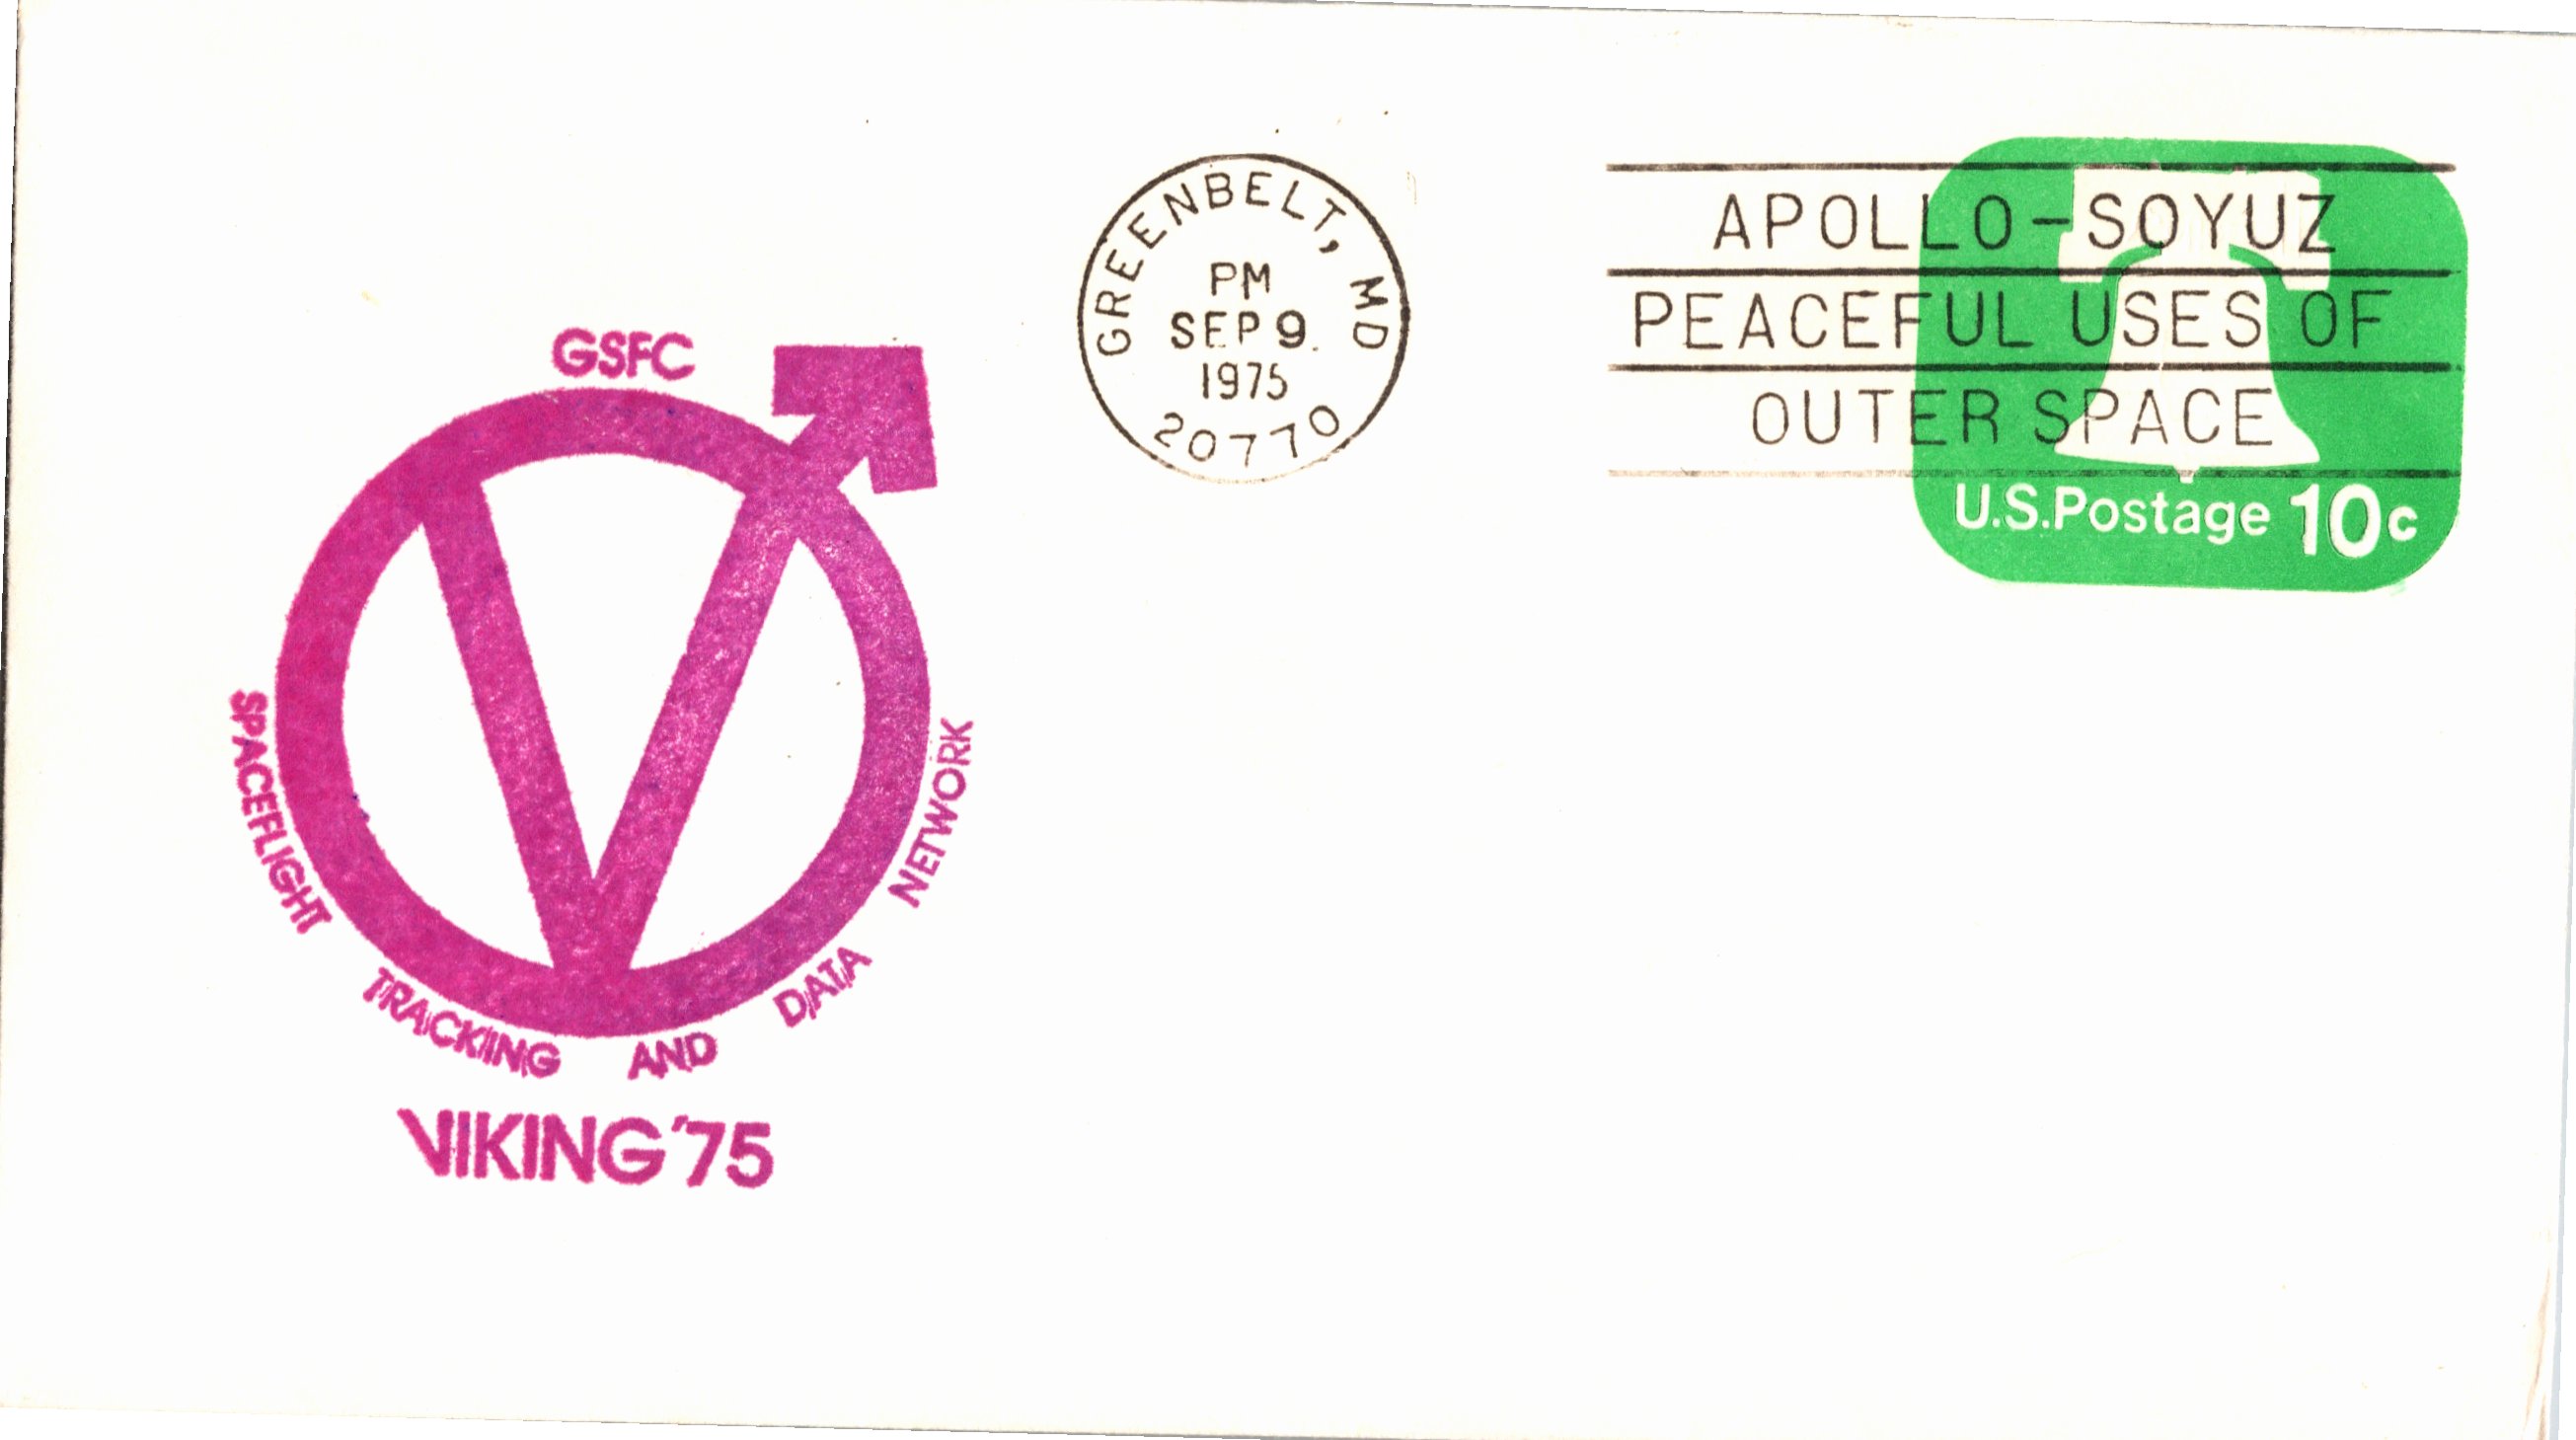 GREENBELT, MD
PM
SEP 9
1975
20770
APOLLO-SOYUZ
PEACEFUL USES OF
OUTER SPACE
U.S. Postage 10c
GSFC
V
SPACEFLIGHT TRACKING AND DATA NETWORK
VIKING '75